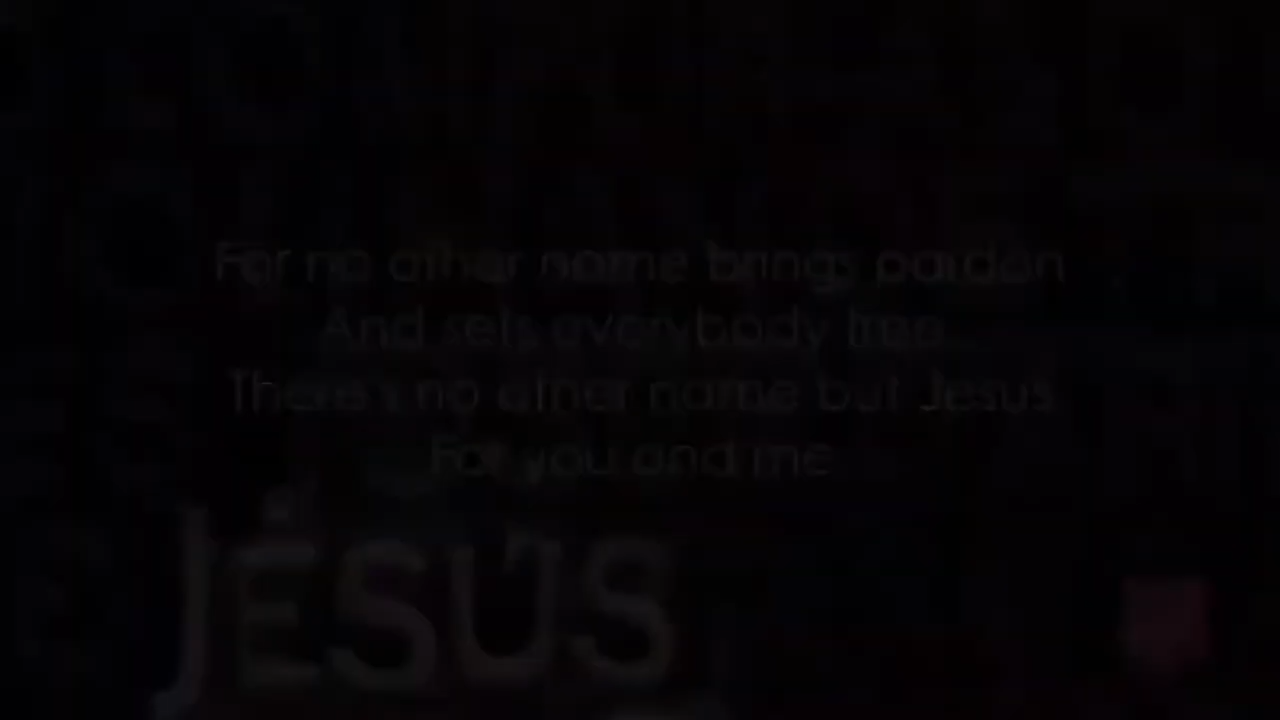 For no other name brings pardon
And sets everybody free
There's no other name but Jesus
For you and me
JESUS